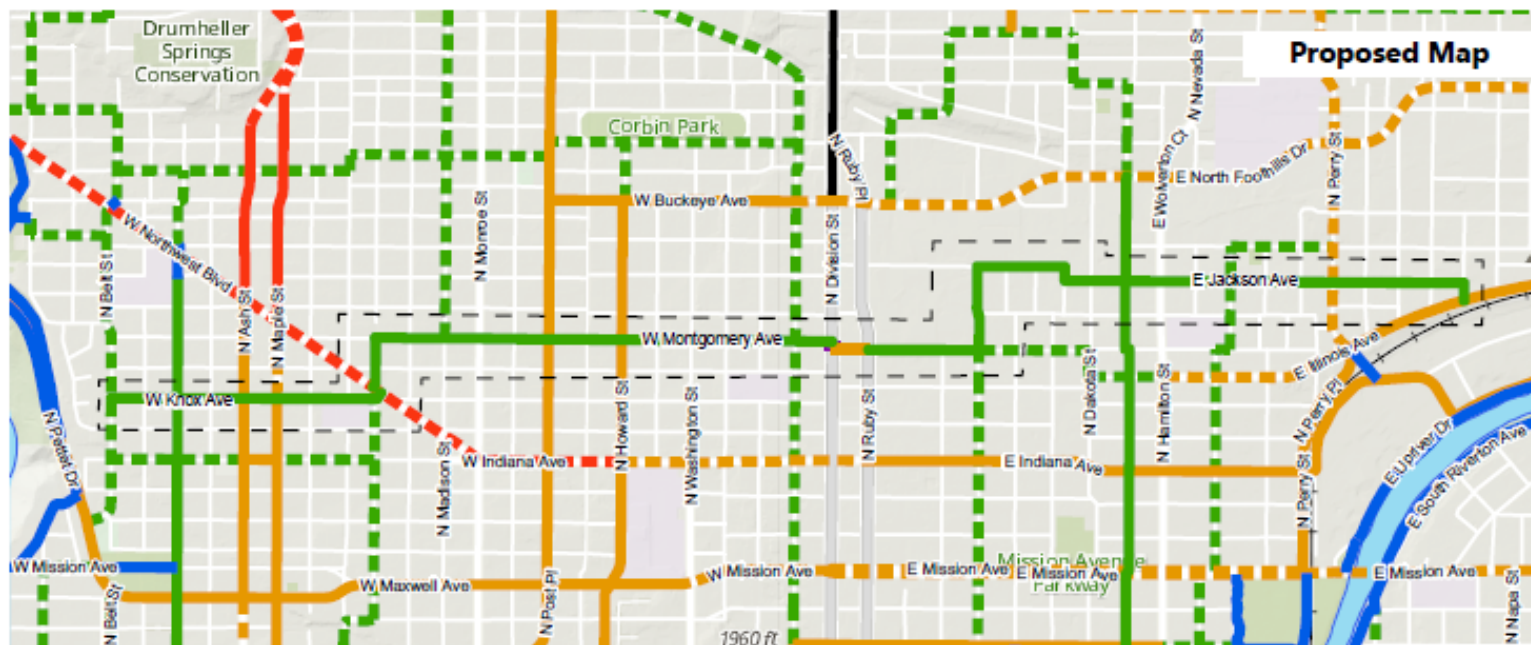 Drumheller
Springs
Conservation
Proposed Map
N Nevada St
Corbin Park
N Ruby Pl
E Wolverton Ct
N Perry St
E North Foothills Dr
W Buckeye Ave
N Monroe St
W Northwest Blvd
N Belt St
N Division St
E Jackson Ave
N Ash St
N Maple St
W Montgomery Ave
E Illinois Ave
W Knox Ave
N Howard St
N Washington St
N Ruby St
N Dakota St
N Hamilton St
N Perry Pl
N Pettet Dr
N Madison St
W Indiana Ave
E Indiana Ave
N Perry St
E Upriver Dr
E South Riverton Ave
W Mission Ave
W Maxwell Ave
W Mission Ave
E Mission Ave
Mission Avenue
E Mission Ave
Parkway
E Mission Ave
N Belt St
N Post Pl
N Napa St
1960 ft